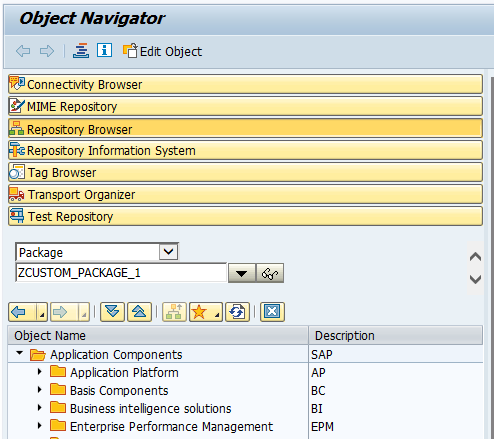 Object Navigator
Edit Object
Connectivity Browser
MIME Repository
Repository Browser
Repository Information System
Tag Browser
Transport Organizer
Test Repository
Package
ZCUSTOM_PACKAGE_1
Object Name Description
Application Components SAP
Application Platform AP
Basis Components BC
Business intelligence solutions BI
Enterprise Performance Management EPM